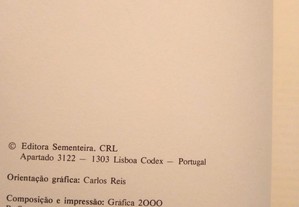 © Editora Sementeira, CRL
Apartado 3122 — 1303 Lisboa Codex — Portugal
Orientação gráfica: Carlos Reis
Composição e impressão: Gráfica 2000